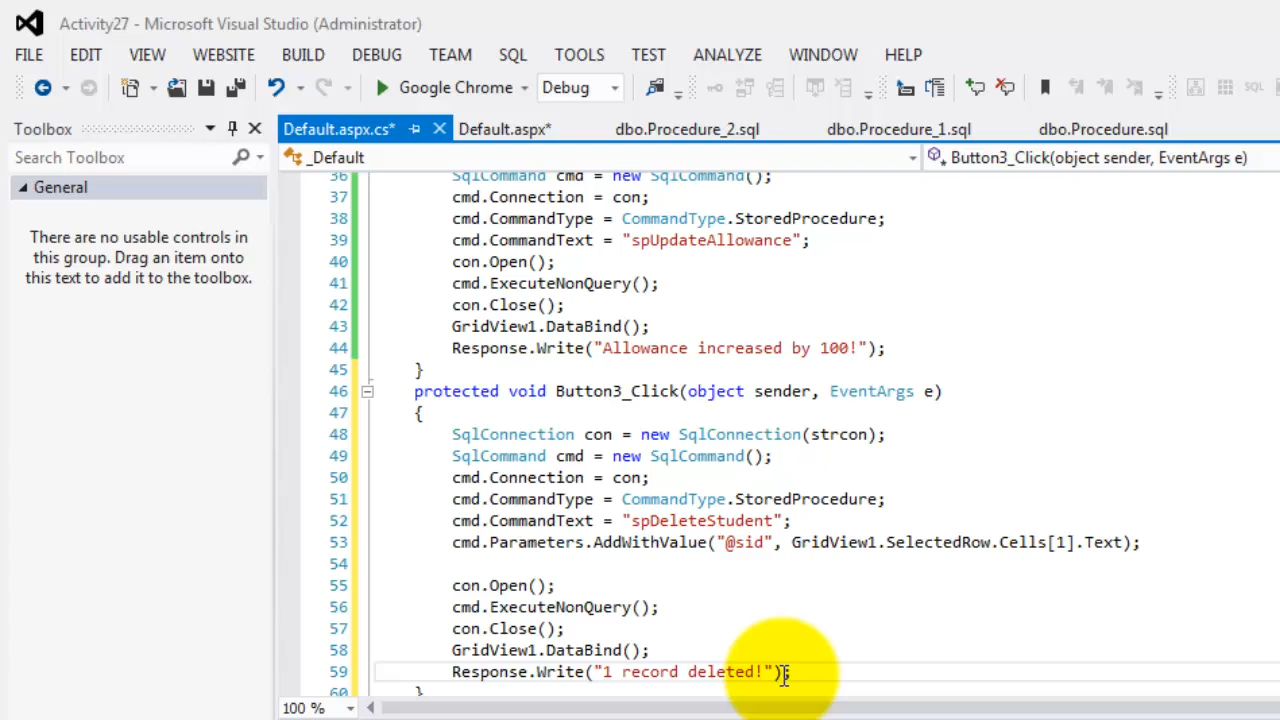 Activity27 - Microsoft Visual Studio (Administrator)
FILE EDIT VIEW WEBSITE BUILD DEBUG TEAM SQL TOOLS TEST ANALYZE WINDOW HELP
Google Chrome Debug SQL
Toolbox Default.aspx.cs* Default.aspx* dbo.Procedure_2.sql dbo.Procedure_1.sql dbo.Procedure.sql
Search Toolbox _Default Button3_Click(object sender, EventArgs e)
General
There are no usable controls in
this group. Drag an item onto
this text to add it to the toolbox.
36 SqlCommand cmd = new SqlCommand();
37 cmd.Connection = con;
38 cmd.CommandType = CommandType.StoredProcedure;
39 cmd.CommandText = "spUpdateAllowance";
40 con.Open();
41 cmd.ExecuteNonQuery();
42 con.Close();
43 GridView1.DataBind();
44 Response.Write("Allowance increased by 100!");
45 }
46 protected void Button3_Click(object sender, EventArgs e)
47 {
48 SqlConnection con = new SqlConnection(strcon);
49 SqlCommand cmd = new SqlCommand();
50 cmd.Connection = con;
51 cmd.CommandType = CommandType.StoredProcedure;
52 cmd.CommandText = "spDeleteStudent";
53 cmd.Parameters.AddWithValue("@sid", GridView1.SelectedRow.Cells[1].Text);
54
55 con.Open();
56 cmd.ExecuteNonQuery();
57 con.Close();
58 GridView1.DataBind();
59 Response.Write("1 record deleted!");
60 }
100 %